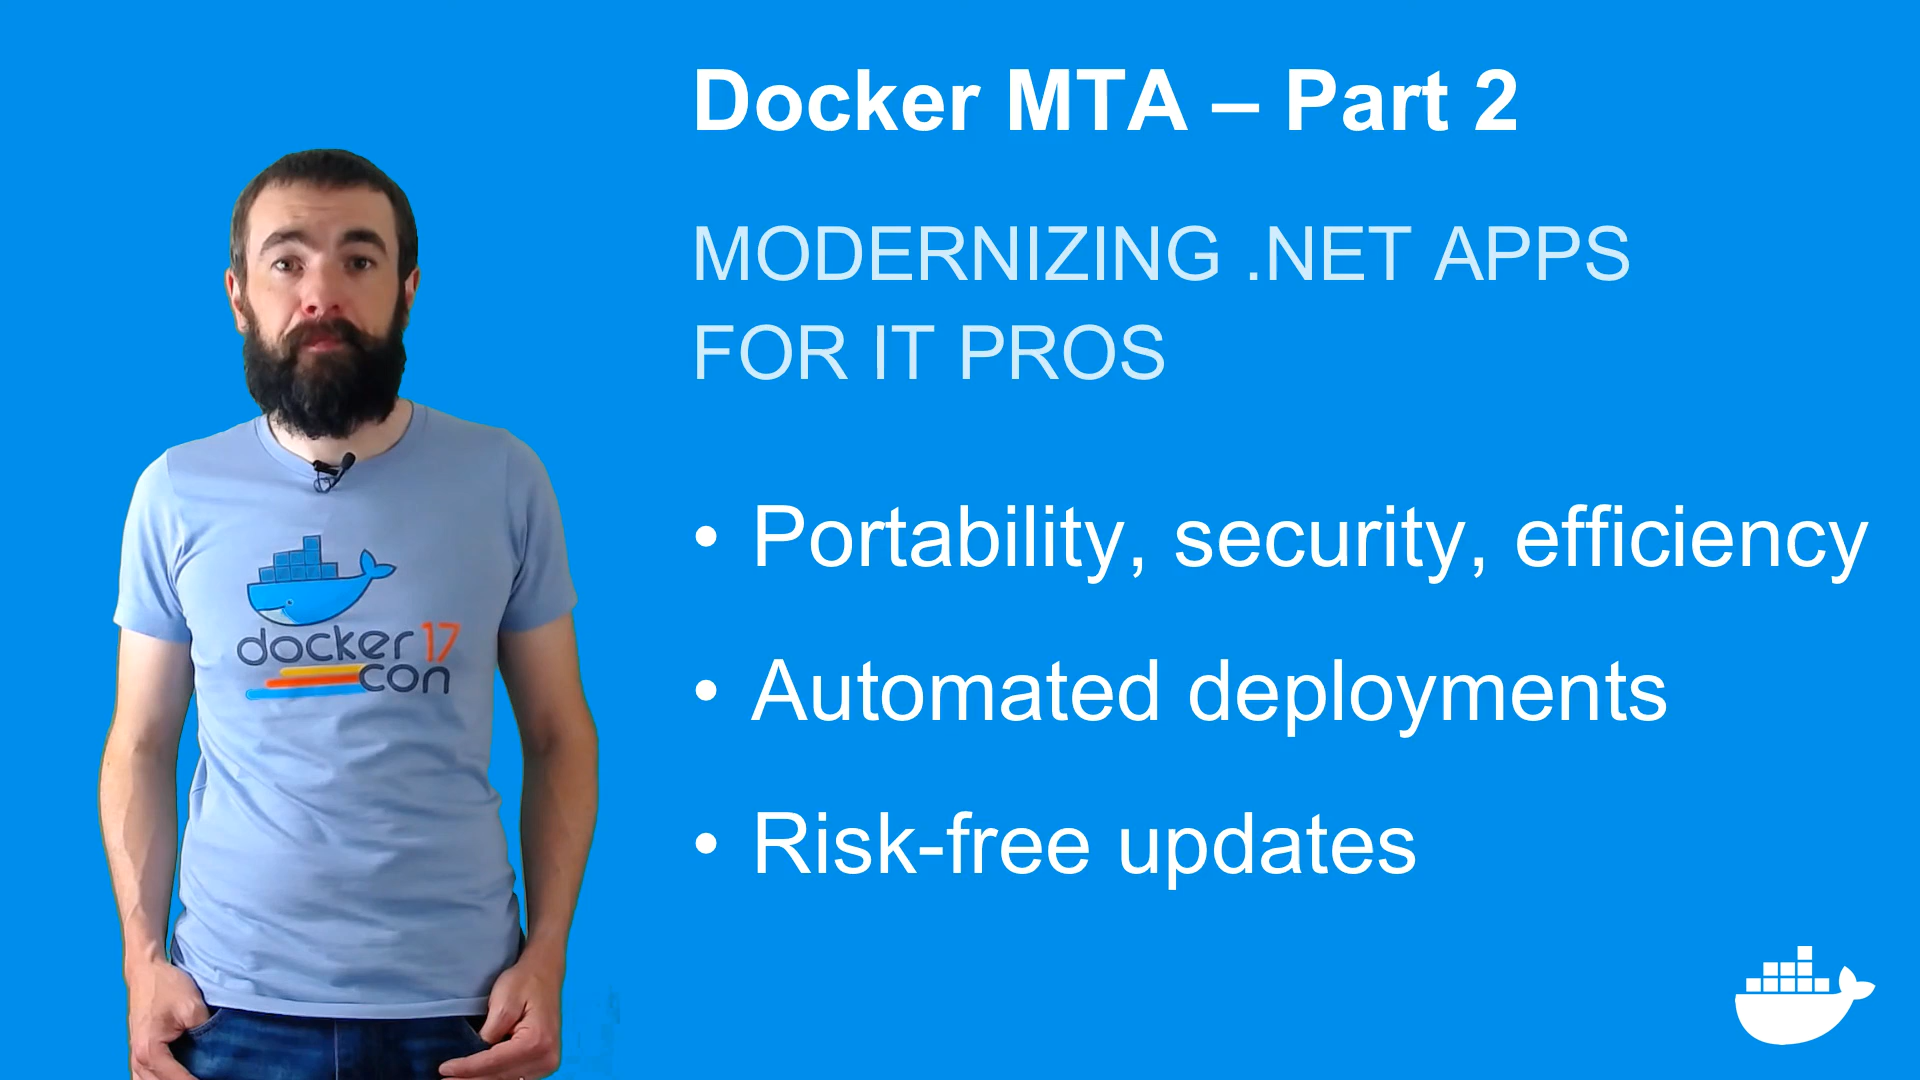 Docker MTA – Part 2
MODERNIZING .NET APPS
FOR IT PROS
• Portability, security, efficiency
• Automated deployments
• Risk-free updates
docker 17
con